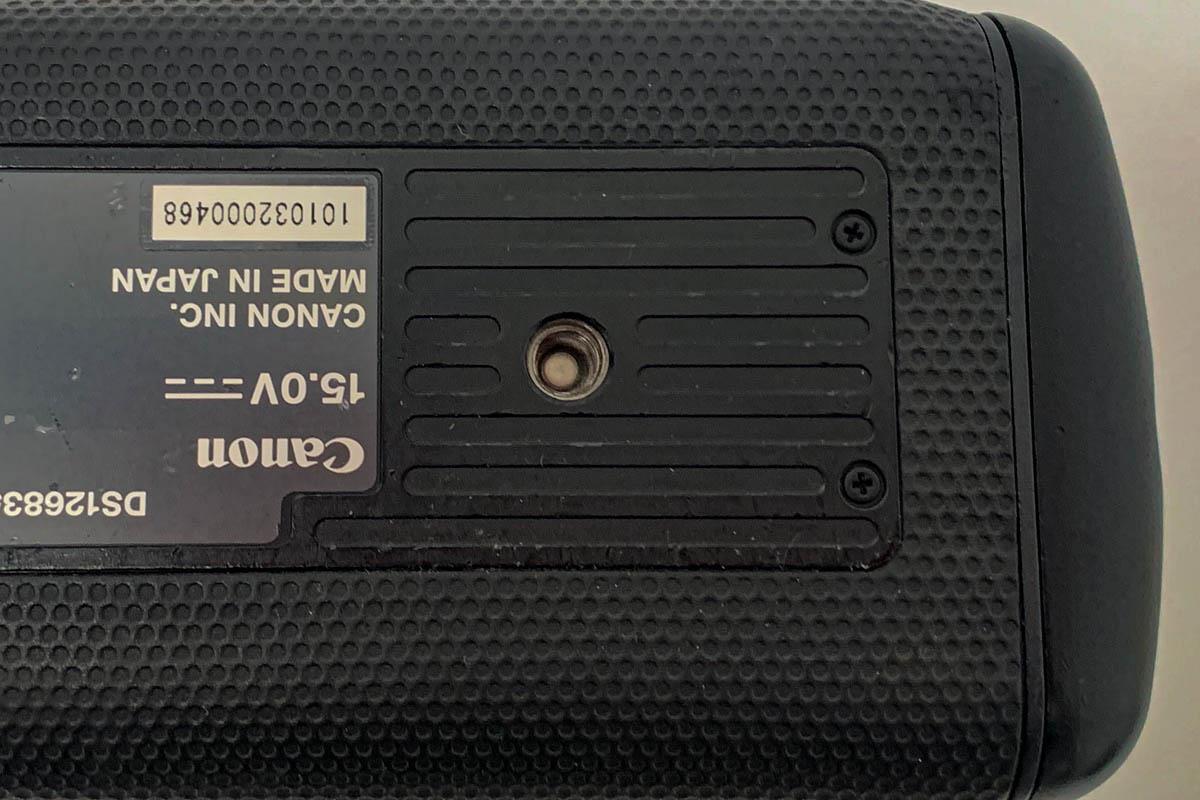 DS12683
Canon
15.0V
CANON INC.
MADE IN JAPAN
101032000468